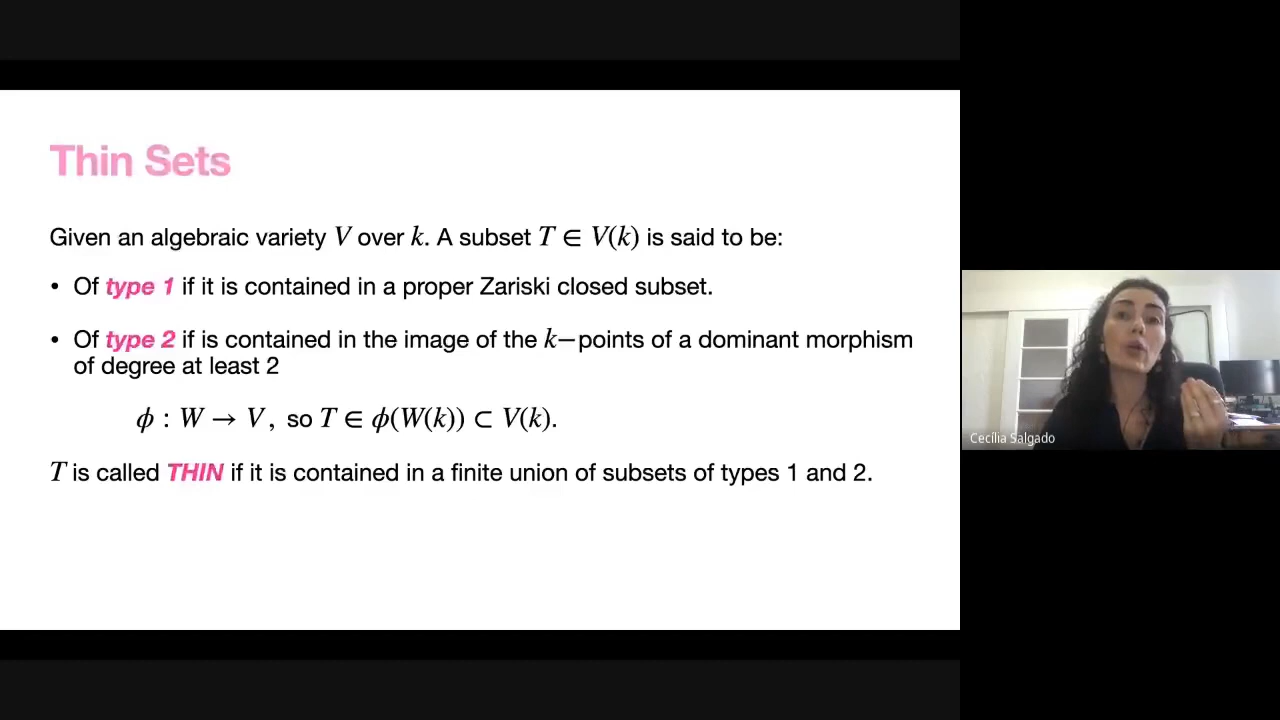 Thin Sets
Given an algebraic variety V over k. A subset T ∈ V(k) is said to be:
• Of type 1 if it is contained in a proper Zariski closed subset.
• Of type 2 if is contained in the image of the k−points of a dominant morphism
of degree at least 2
ϕ : W → V, so T ∈ ϕ(W(k)) ⊂ V(k).
T is called THIN if it is contained in a finite union of subsets of types 1 and 2.
Cecília Salgado